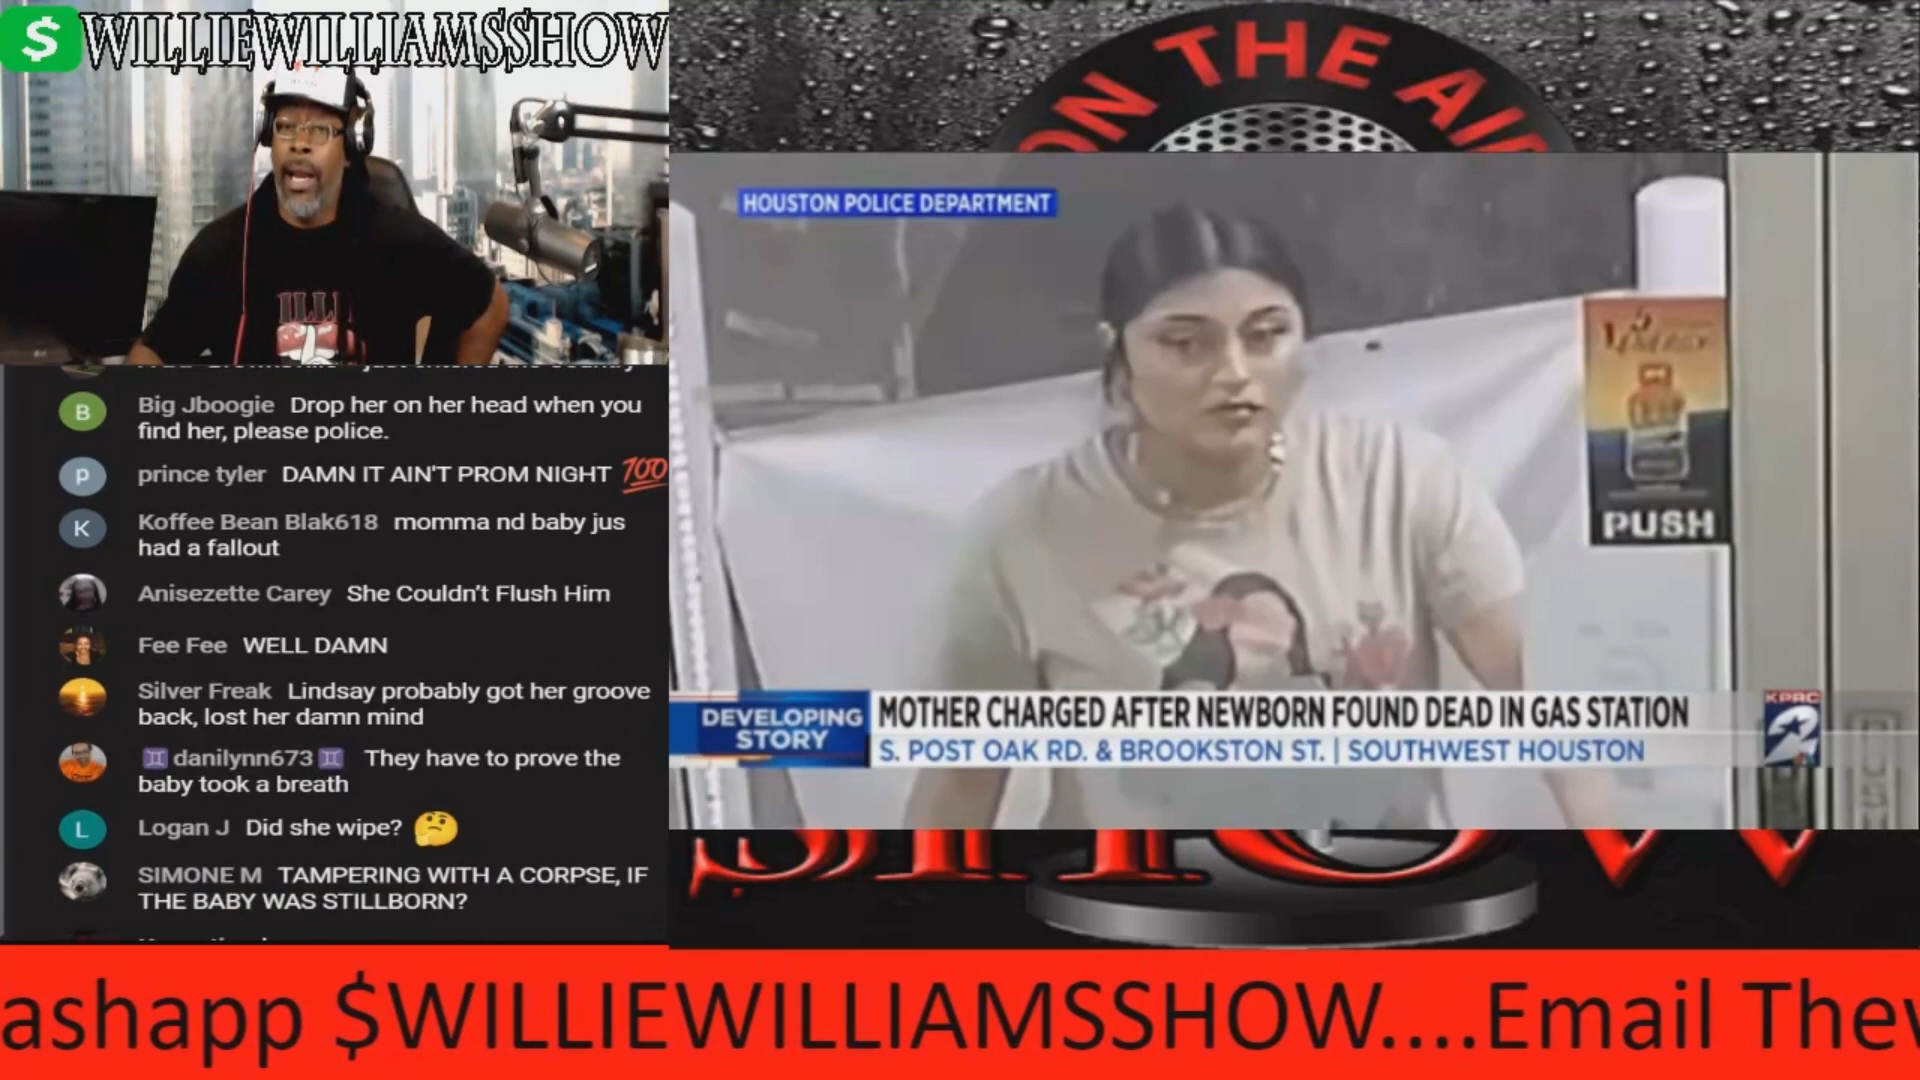 $ WILLIEWILLIAMSSHOW
ON THE AIR
HOUSTON POLICE DEPARTMENT
PUSH
Big Jboogie Drop her on her head when you
find her, please police.
prince tyler DAMN IT AIN'T PROM NIGHT 💯
Koffee Bean Blak618 momma nd baby jus
had a fallout
Anisezette Carey She Couldn't Flush Him
Fee Fee WELL DAMN
Silver Freak Lindsay probably got her groove
back, lost her damn mind
♊danilynn673♊ They have to prove the
baby took a breath
Logan J Did she wipe? 🤔
SIMONE M TAMPERING WITH A CORPSE, IF
THE BABY WAS STILLBORN?
DEVELOPING
STORY
MOTHER CHARGED AFTER NEWBORN FOUND DEAD IN GAS STATION
S. POST OAK RD. & BROOKSTON ST. | SOUTHWEST HOUSTON
KPRC
2
SHOW
ashapp $WILLIEWILLIAMSSHOW....Email Thew